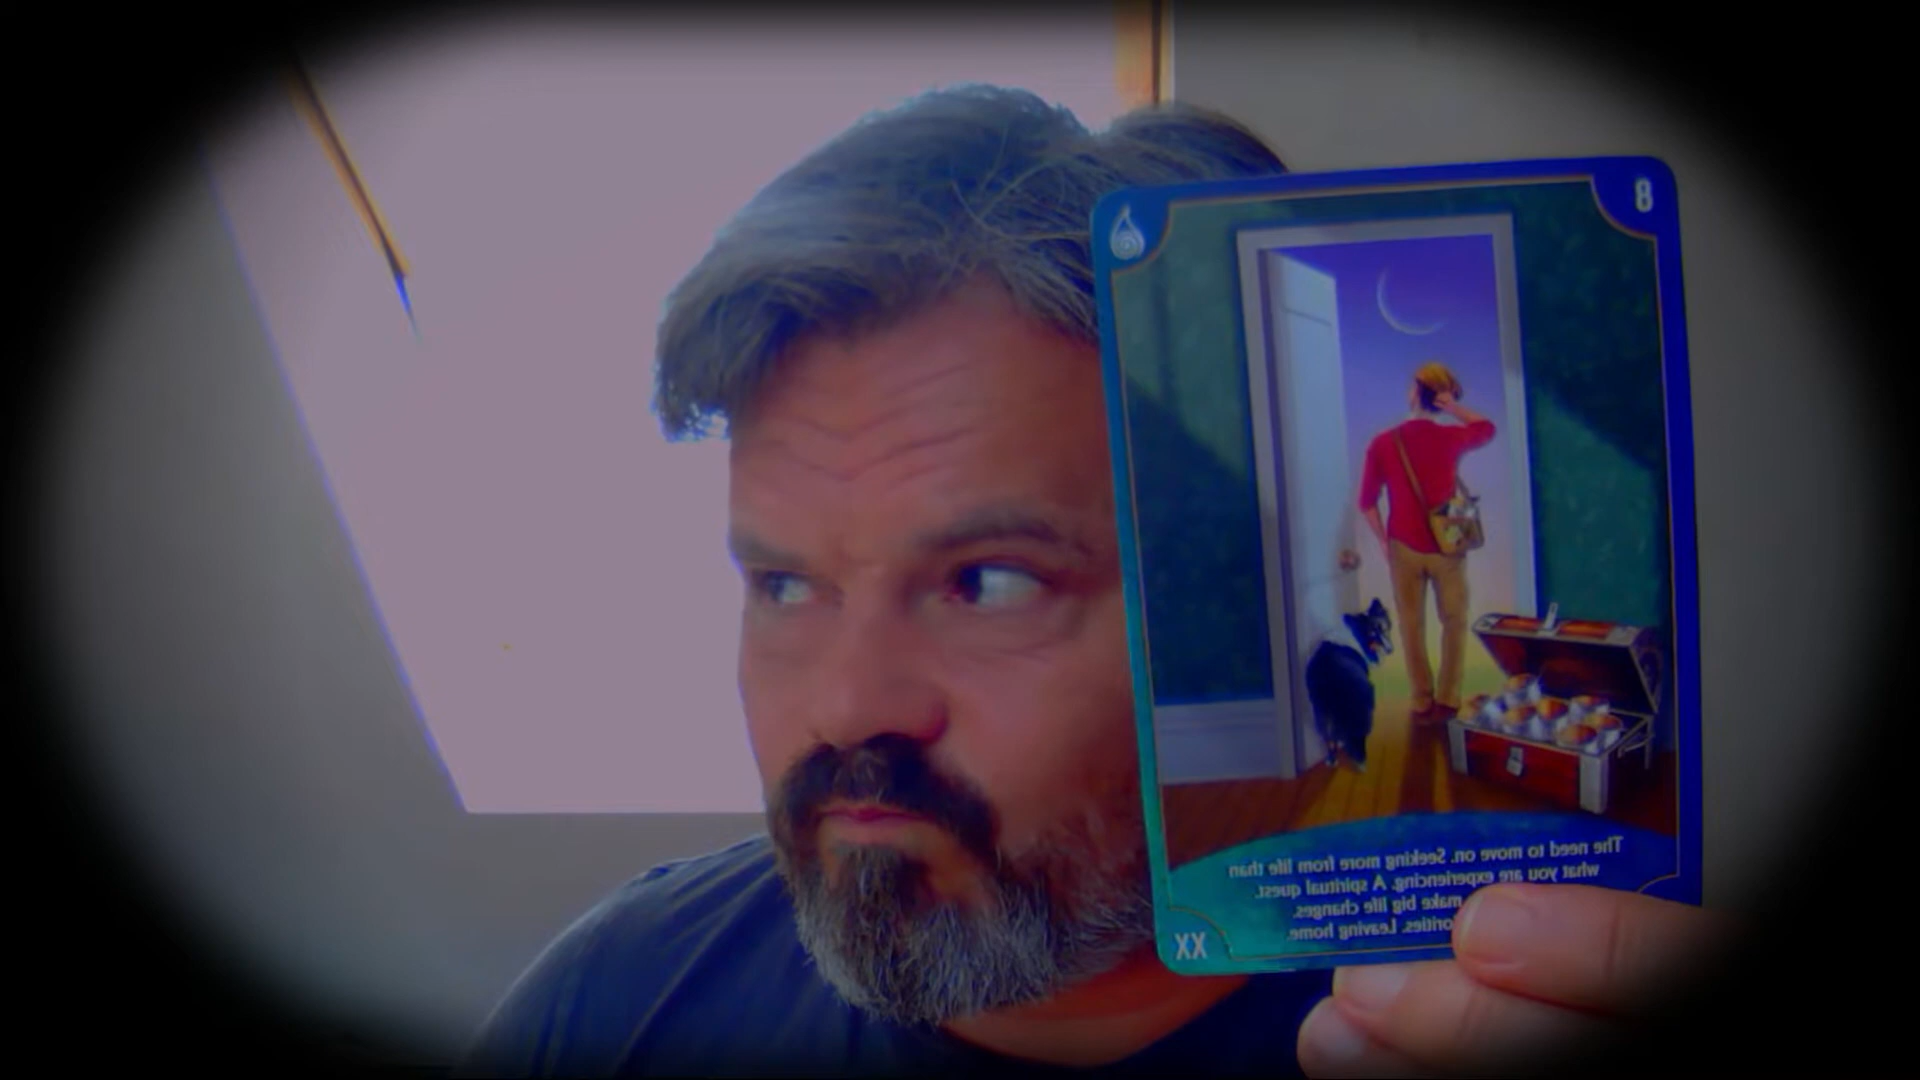 8
The need to move on. Seeking more from life than
what you are experiencing. A spiritual quest.
make big life changes.
Leaving home.
XX